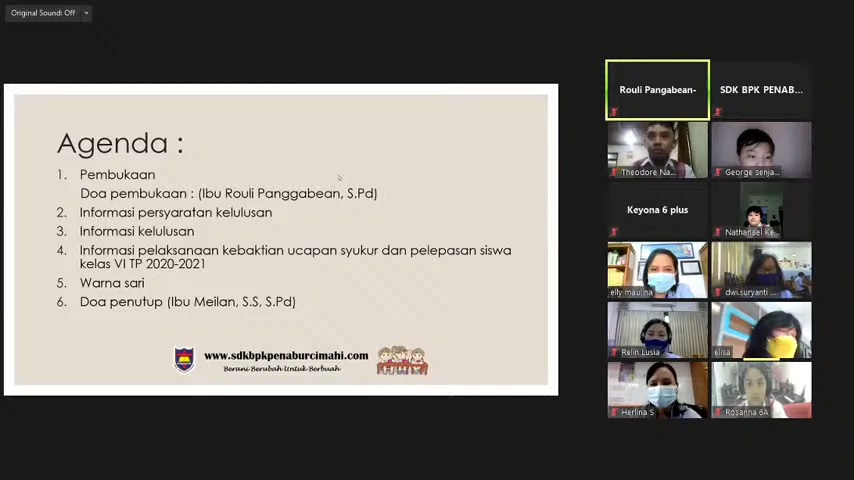 Original Sound: Off
Agenda :
1. Pembukaan
Doa pembukaan : (Ibu Rouli Panggabean, S.Pd)
2. Informasi persyaratan kelulusan
3. Informasi kelulusan
4. Informasi pelaksanaan kebaktian ucapan syukur dan pelepasan siswa
kelas VI TP 2020-2021
5. Warna sari
6. Doa penutup (Ibu Meilan, S.S, S.Pd)
www.sdkbpkpenaburcimahi.com
Berani Berubah Untuk Berbuah
Rouli Pangabean-
SDK BPK PENAB...
Theodore Na...
George senja...
Keyona 6 plus
Nathanael Ke...
elly maulina
dwi.suryanti ...
Relin Lusia
elisa
Herlina S
Rosanna 6A